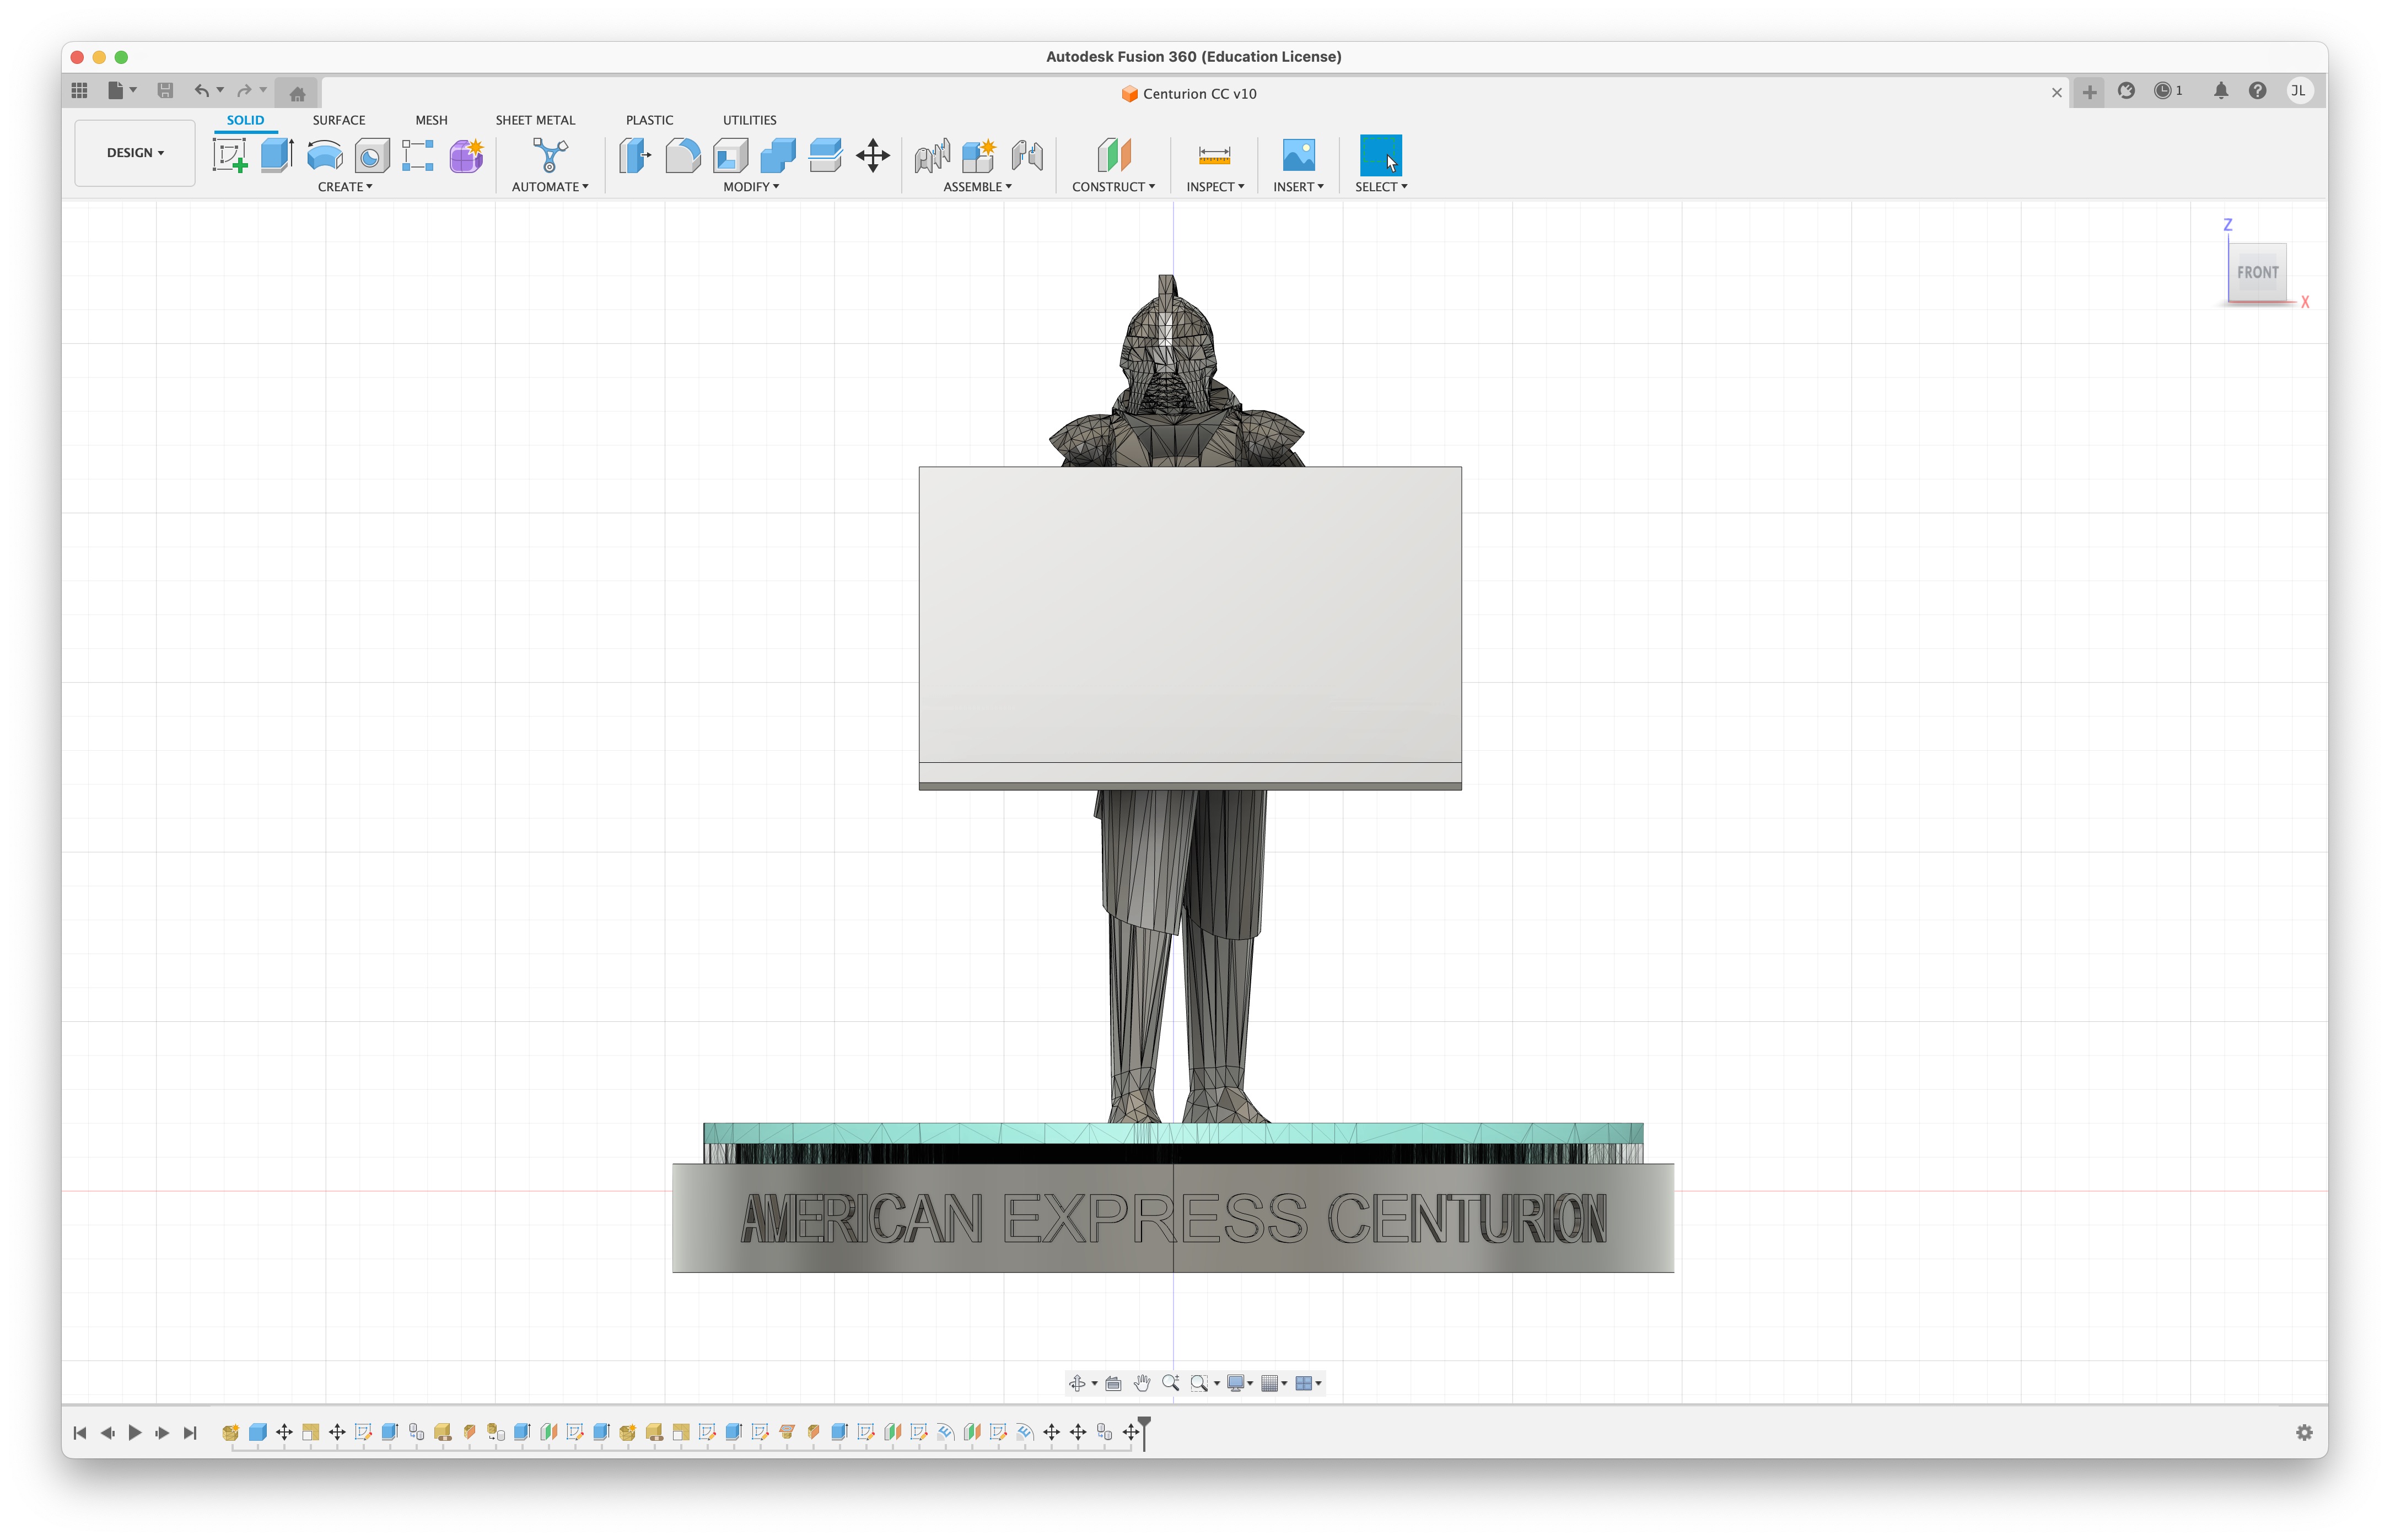 Autodesk Fusion 360 (Education License)
Centurion CC v10
1
JL
DESIGN
SOLID
SURFACE
MESH
SHEET METAL
PLASTIC
UTILITIES
CREATE
AUTOMATE
MODIFY
ASSEMBLE
CONSTRUCT
INSPECT
INSERT
SELECT
Z
FRONT
X
AMERICAN EXPRESS CENTURION